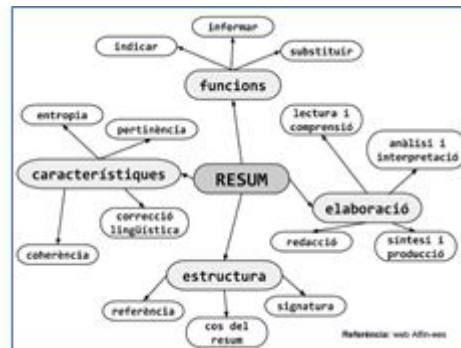 informar
indicar
substituir
funcions
lectura i
comprensió
entropia
pertinència
anàlisi i
interpretació
característiques
RESUM
elaboració
correcció
lingüística
redacció
síntesi i
producció
coherència
estructura
referència
signatura
cos del
resum
Referència: web Alfin-ees